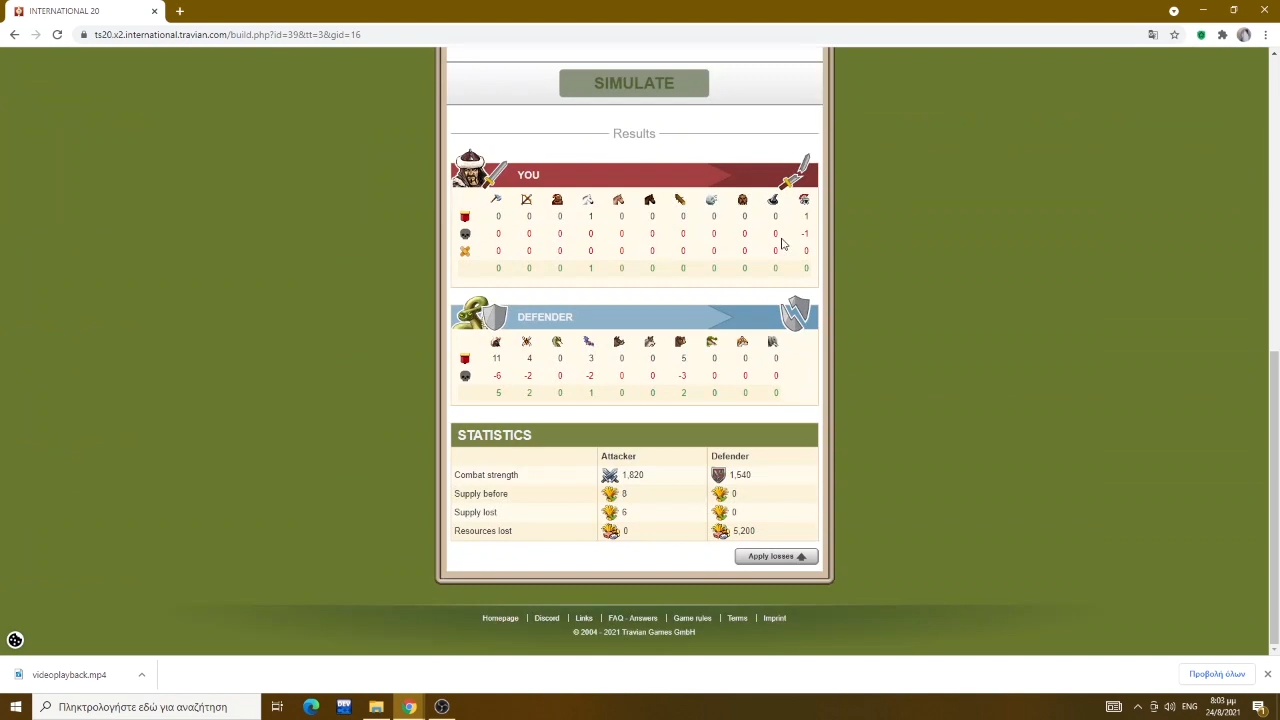 INTERNATIONAL 20
ts20.x2.international.travian.com/build.php?id=39&tt=3&gid=16
SIMULATE
Results
YOU
0 0 0 1 0 0 0 0 0 0 1
0 0 0 0 0 0 0 0 0 0 -1
0 0 0 0 0 0 0 0 0 0 0
0 0 0 1 0 0 0 0 0 0 0
DEFENDER
11 4 0 3 0 0 5 0 0 0
-6 -2 0 -2 0 0 -3 0 0 0
5 2 0 1 0 0 2 0 0 0
STATISTICS
Attacker Defender
Combat strength 1,820 1,540
Supply before 8 0
Supply lost 6 0
Resources lost 0 5,200
Apply losses
Homepage | Discord | Links | FAQ - Answers | Game rules | Terms | Imprint
© 2004 - 2021 Travian Games GmbH
videoplayback.mp4
Προβολή όλων
Πληκτρολογήστε εδώ για αναζήτηση
DEV
ENG
8:03 μμ
24/8/2021